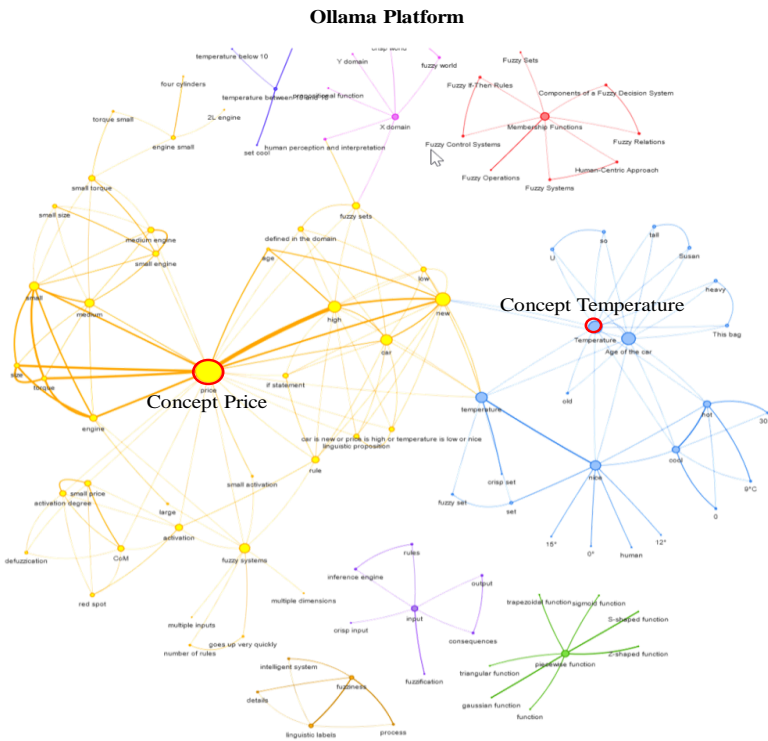 Ollama Platform
temperature below 10
Y domain
fuzzy world
Fuzzy Sets
four cylinders
Fuzzy If-Then Rules
Components of a Fuzzy Decision System
propositional function
torque small
2L engine
X domain
Membership Functions
engine small
set cool
human perception and interpretation
Fuzzy Control Systems
Fuzzy Relations
Human-Centric Approach
Fuzzy Operations
Fuzzy Systems
small torque
small size
fuzzy sets
medium engine
defined in the domain
so
tall
small engine
age
U
Susan
low
small
medium
high
new
heavy
Concept Temperature
car
Temperature
Age of the car
This bag
size
torque
price
if statement
Concept Price
temperature
old
hot
30
engine
car is new or price is high or temperature is low or nice
linguistic proposition
cool
rule
nice
small activation
crisp set
9°C
small price
activation degree
fuzzy set
set
0
large
activation
15°
0°
human
12°
defuzzication
CoM
fuzzy systems
rules
inference engine
output
red spot
multiple dimensions
trapezoidal function
sigmoid function
input
S-shaped function
multiple inputs
crisp input
consequences
goes up very quickly
number of rules
Z-shaped function
intelligent system
piecewise function
triangular function
fuzziness
fuzzification
details
gaussian function
function
linguistic labels
process